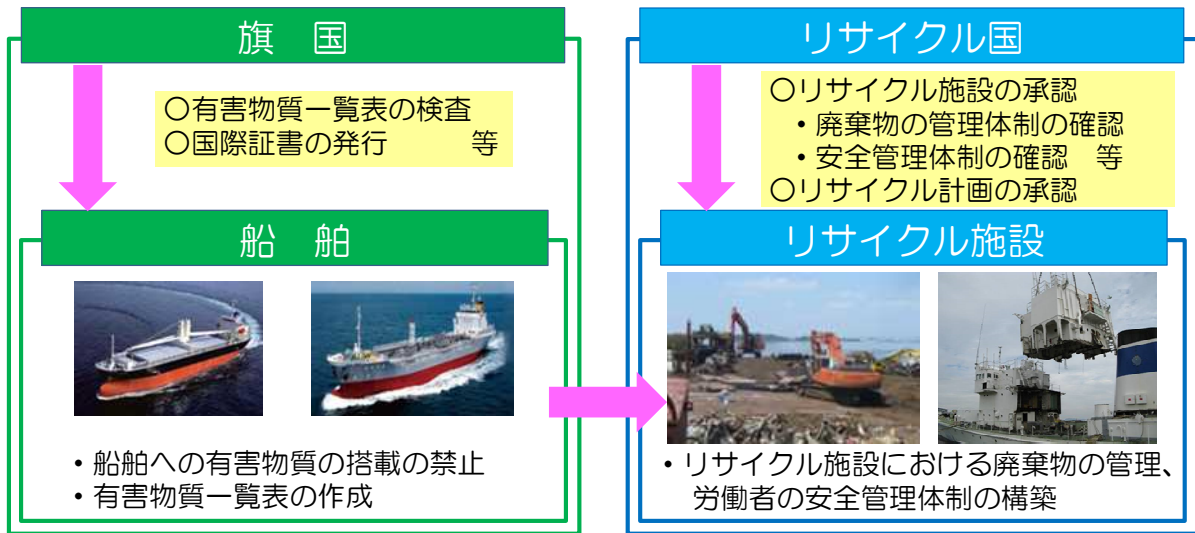 旗 国
○有害物質一覧表の検査
○国際証書の発行 等
船 舶
・船舶への有害物質の搭載の禁止
・有害物質一覧表の作成
リサイクル国
○リサイクル施設の承認
・廃棄物の管理体制の確認
・安全管理体制の確認 等
○リサイクル計画の承認
リサイクル施設
・リサイクル施設における廃棄物の管理、
労働者の安全管理体制の構築